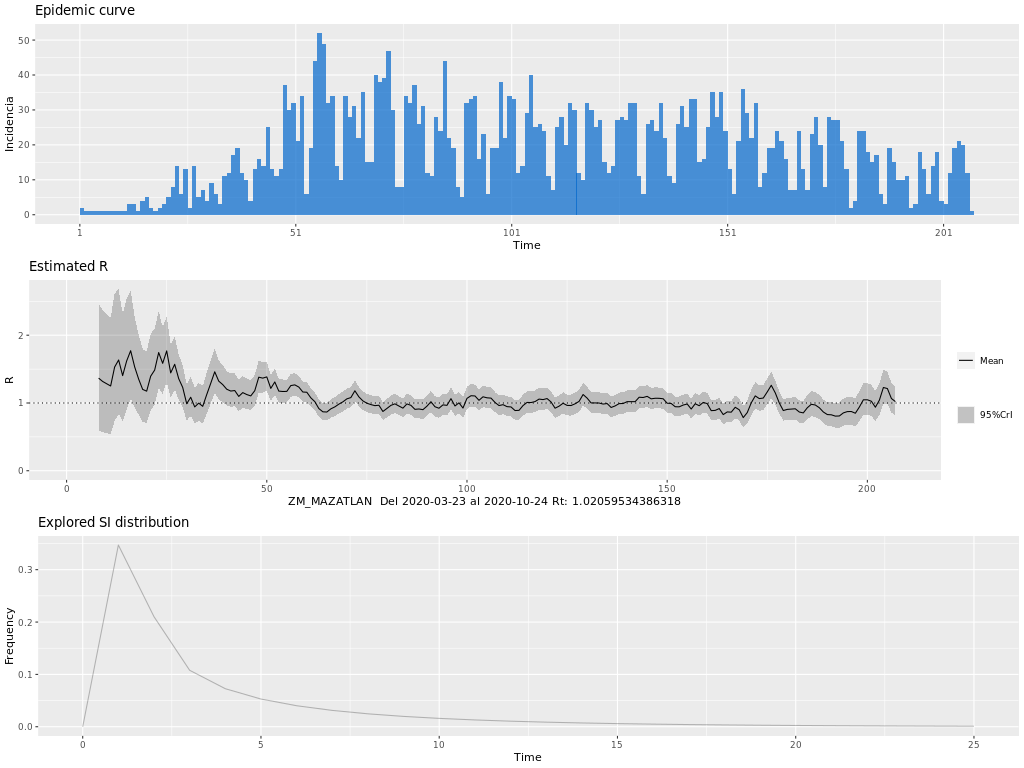 Epidemic curve
50
40
30
20
10
0
Incidencia
1 51 101 151 201
Time
Estimated R
2
1
0
R
0 50 100 150 200
ZM_MAZATLAN Del 2020-03-23 al 2020-10-24 Rt: 1.02059534386318
Mean
95%CrI
Explored SI distribution
0.3
0.2
0.1
0.0
Frequency
0 5 10 15 20 25
Time